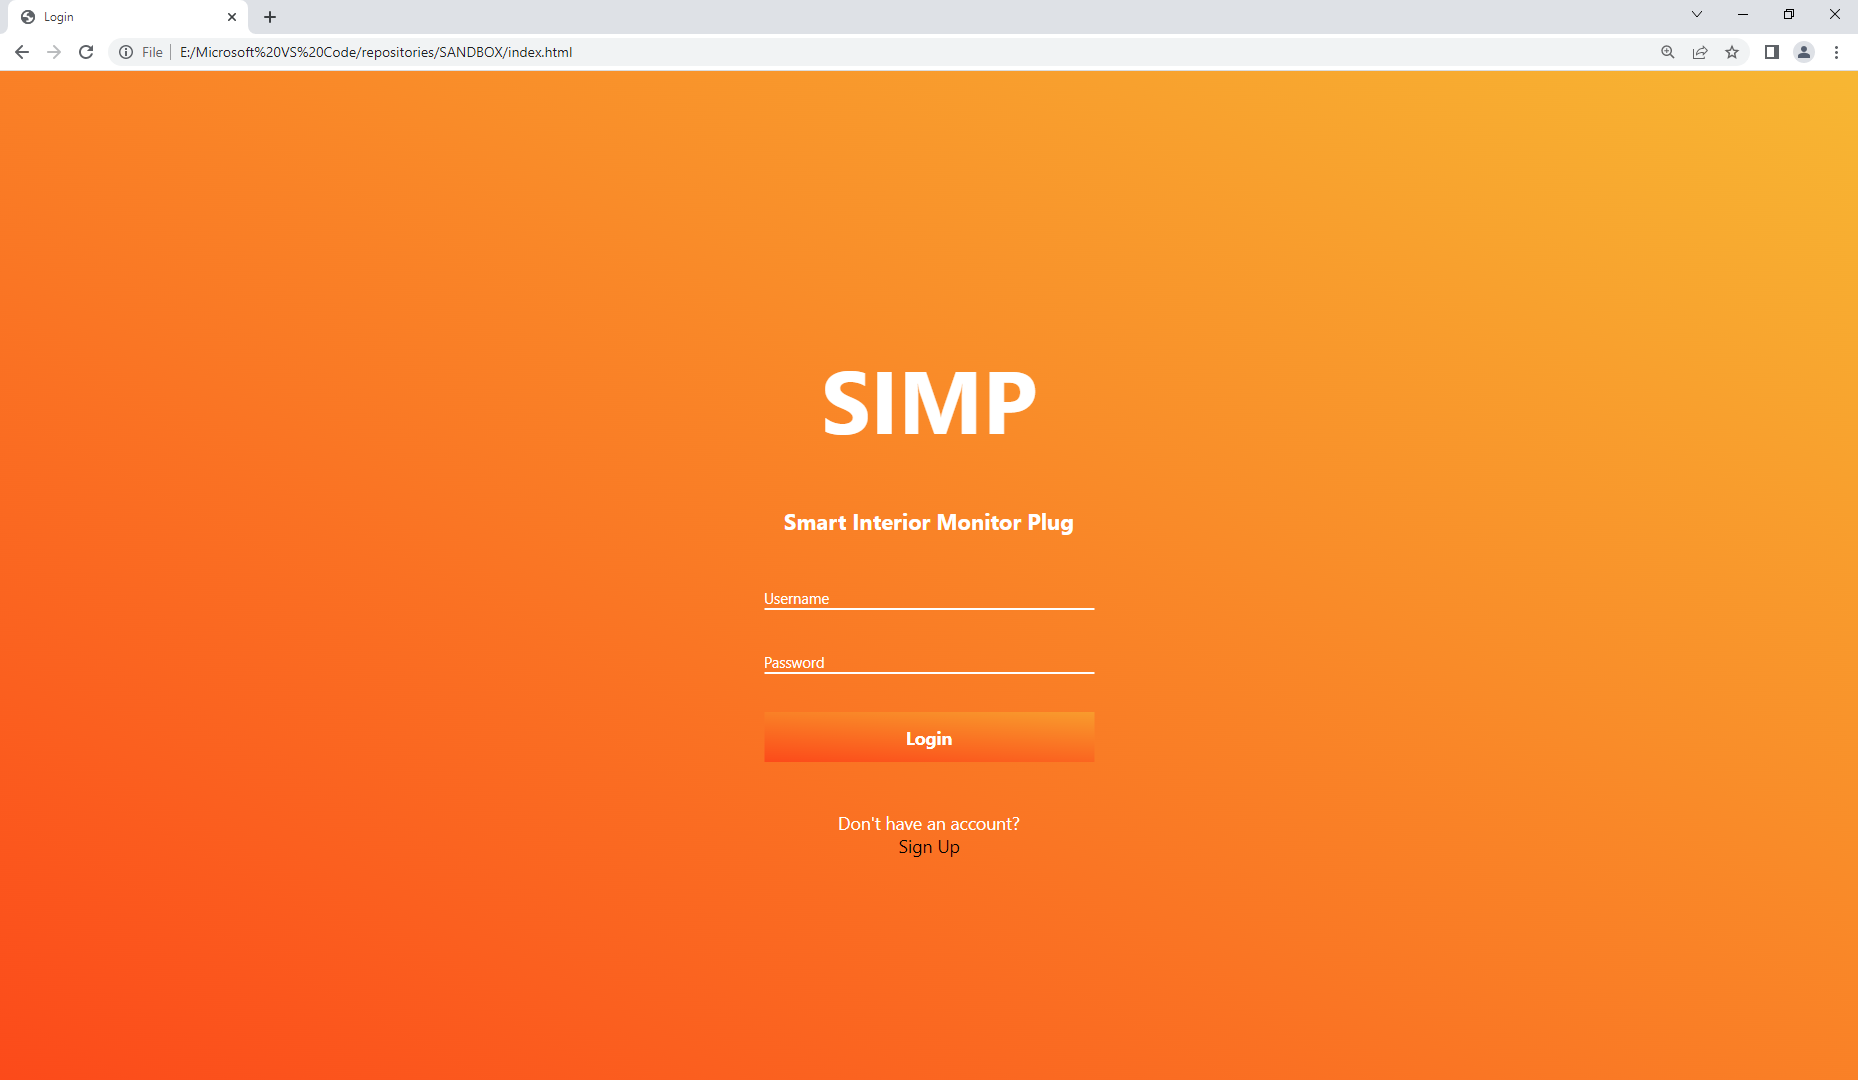 Login
File
E:/Microsoft%20VS%20Code/repositories/SANDBOX/index.html
SIMP
Smart Interior Monitor Plug
Username
Password
Login
Don't have an account?
Sign Up